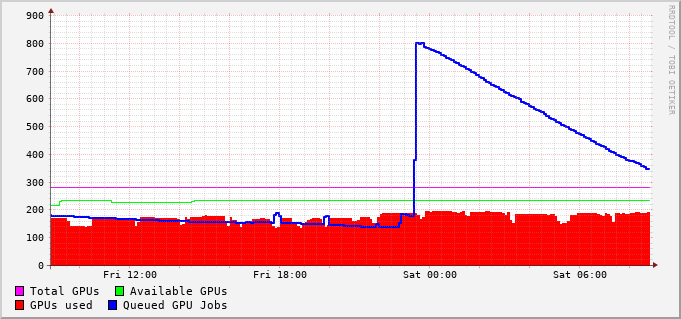 900
800
700
600
500
400
300
200
100
0
Fri 12:00 Fri 18:00 Sat 00:00 Sat 06:00
Total GPUs Available GPUs
GPUs used Queued GPU Jobs
RRDTOOL / TOBI OETIKER